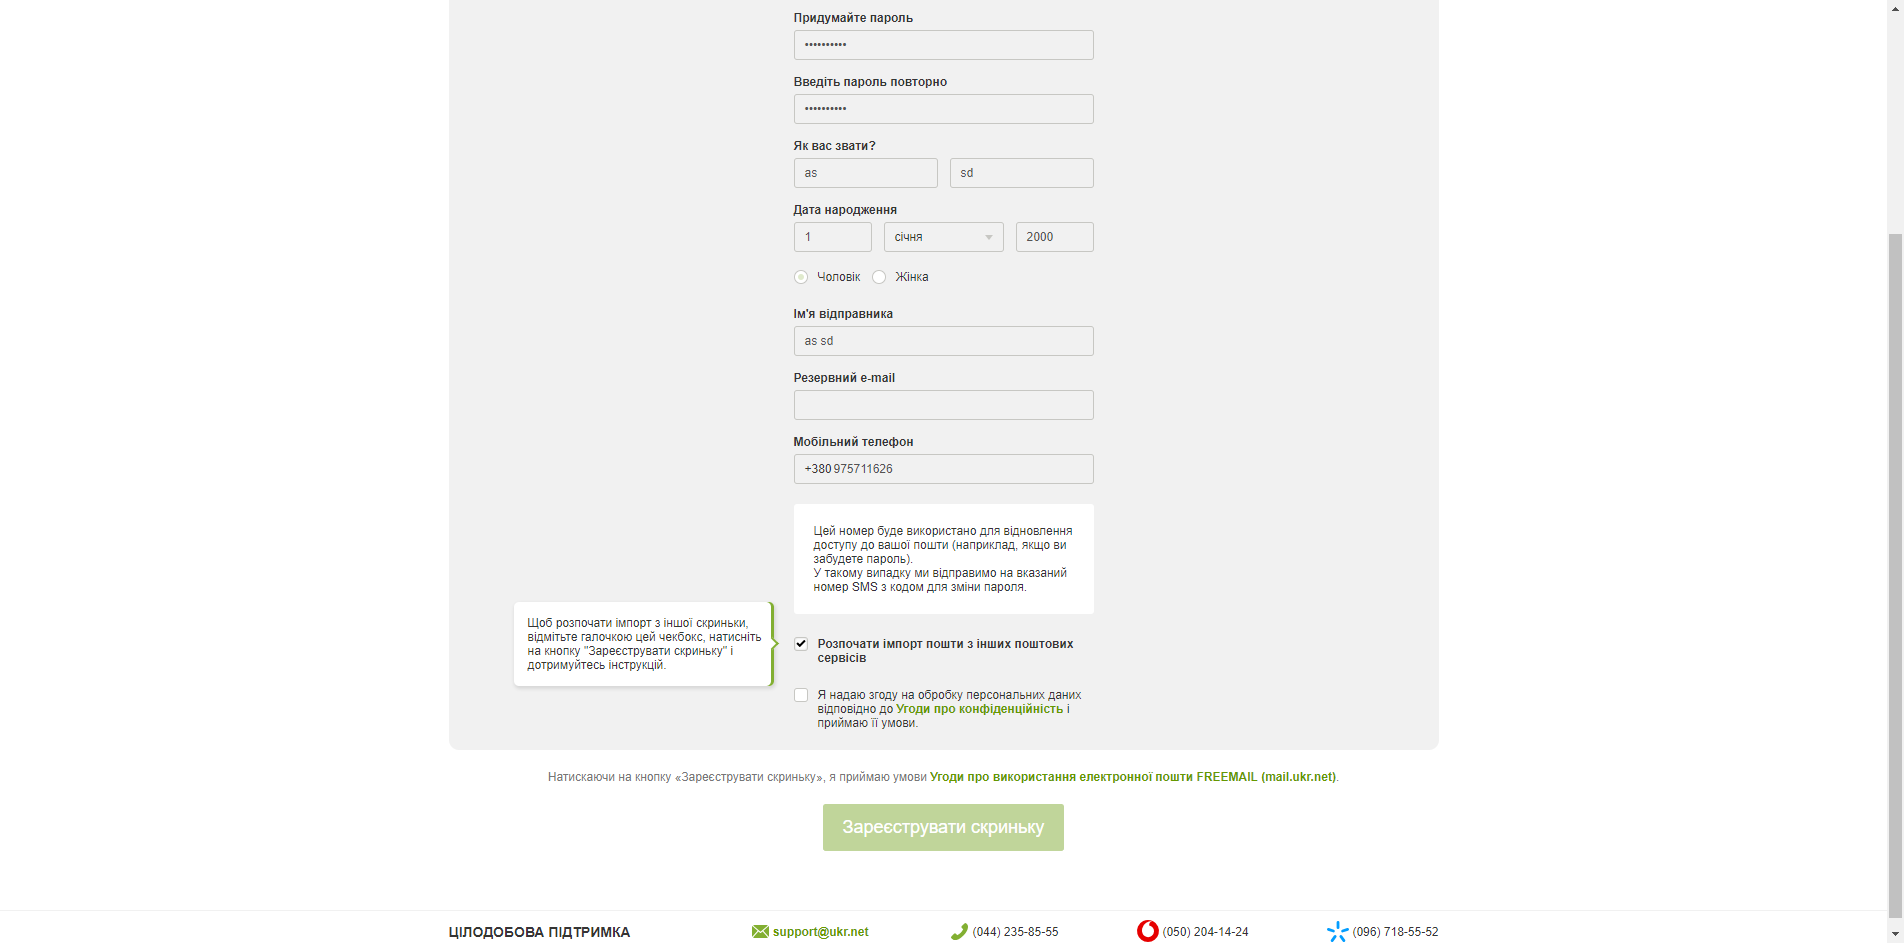 Придумайте пароль
••••••••••
Введіть пароль повторно
••••••••••
Як вас звати?
as sd
Дата народження
1 січня 2000
Чоловік Жінка
Ім'я відправника
as sd
Резервний e-mail
Мобільний телефон
+380 975711626
Цей номер буде використано для відновлення
доступу до вашої пошти (наприклад, якщо ви
забудете пароль).
У такому випадку ми відправимо на вказаний
номер SMS з кодом для зміни пароля.
Щоб розпочати імпорт з іншої скриньки,
відмітьте галочкою цей чекбокс, натисніть
на кнопку "Зареєструвати скриньку" і
дотримуйтесь інструкцій.
Розпочати імпорт пошти з інших поштових
сервісів
Я надаю згоду на обробку персональних даних
відповідно до Угоди про конфіденційність і
приймаю її умови.
Натискаючи на кнопку «Зареєструвати скриньку», я приймаю умови Угоди про використання електронної пошти FREEMAIL (mail.ukr.net).
Зареєструвати скриньку
ЦІЛОДОБОВА ПІДТРИМКА support@ukr.net (044) 235-85-55 (050) 204-14-24 (096) 718-55-52